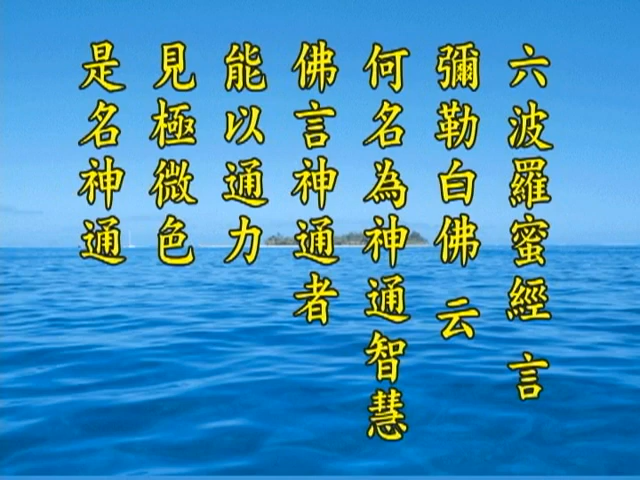 六波羅蜜經 言
彌勒白佛 云
何名為神通智慧
佛言神通者
能以通力
見極微色
是名神通